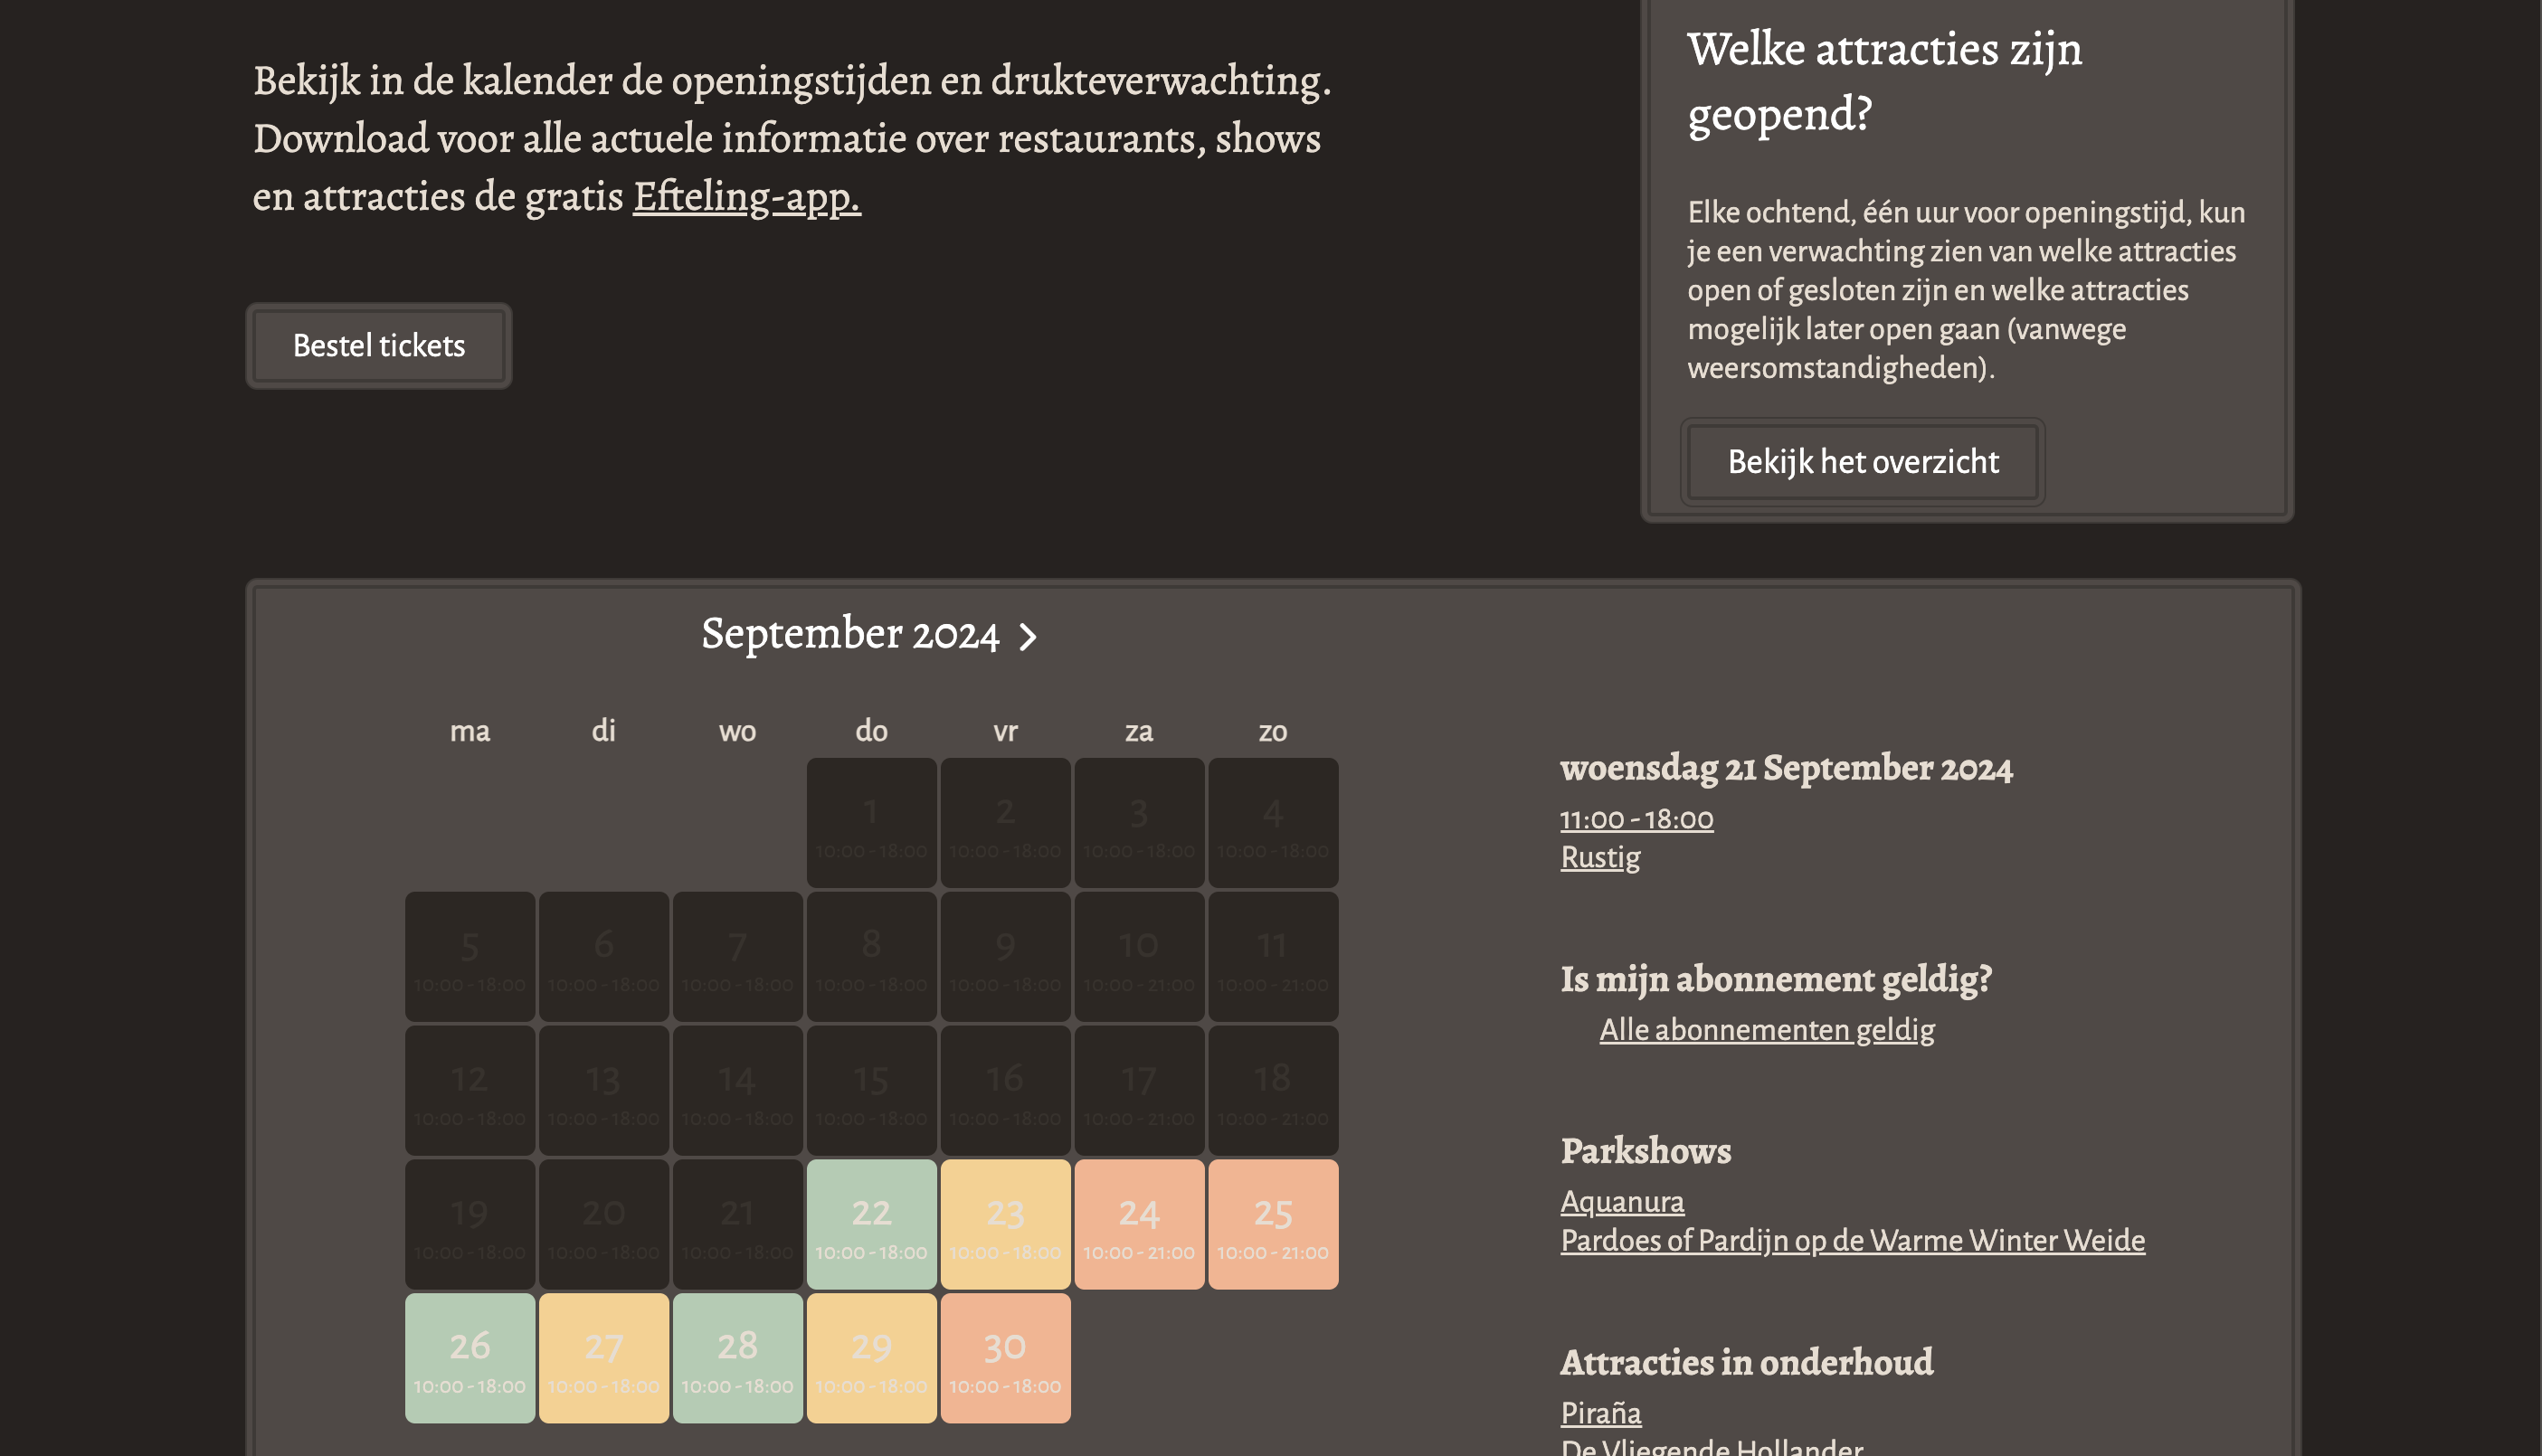 Bekijk in de kalender de openingstijden en drukteverwachting.
Download voor alle actuele informatie over restaurants, shows
en attracties de gratis Efteling-app.
Bestel tickets
Welke attracties zijn
geopend?
Elke ochtend, één uur voor openingstijd, kun
je een verwachting zien van welke attracties
open of gesloten zijn en welke attracties
mogelijk later open gaan (vanwege
weersomstandigheden).
Bekijk het overzicht
September 2024
ma di wo do vr za zo
1 2 3 4
10:00 - 18:00 10:00 - 18:00 10:00 - 18:00 10:00 - 18:00
5 6 7 8 9 10 11
10:00 - 18:00 10:00 - 18:00 10:00 - 18:00 10:00 - 18:00 10:00 - 18:00 10:00 - 21:00 10:00 - 21:00
12 13 14 15 16 17 18
10:00 - 18:00 10:00 - 18:00 10:00 - 18:00 10:00 - 18:00 10:00 - 18:00 10:00 - 21:00 10:00 - 21:00
19 20 21 22 23 24 25
10:00 - 18:00 10:00 - 18:00 10:00 - 18:00 10:00 - 18:00 10:00 - 18:00 10:00 - 21:00 10:00 - 21:00
26 27 28 29 30
10:00 - 18:00 10:00 - 18:00 10:00 - 18:00 10:00 - 18:00 10:00 - 18:00
woensdag 21 September 2024
11:00 - 18:00
Rustig
Is mijn abonnement geldig?
Alle abonnementen geldig
Parkshows
Aquanura
Pardoes of Pardijn op de Warme Winter Weide
Attracties in onderhoud
Piraña
De Vliegende Hollander